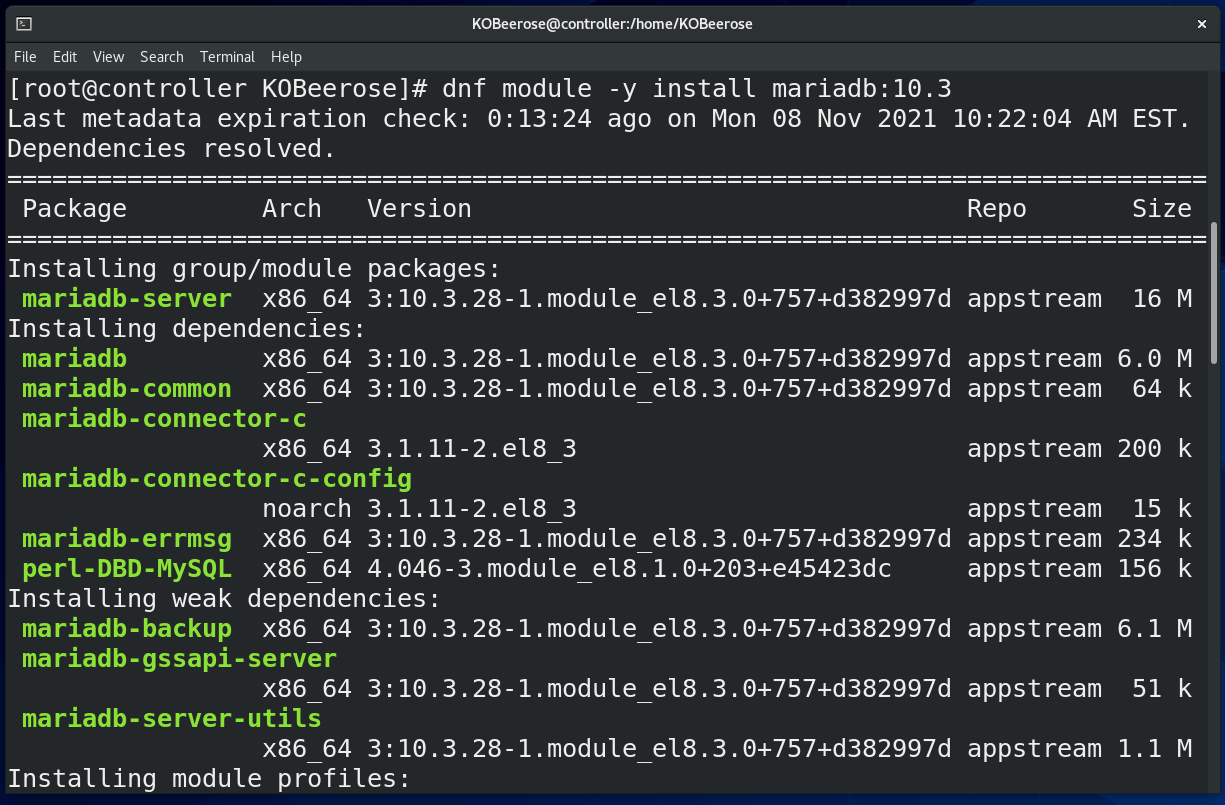 KOBeerose@controller:/home/KOBeerose
File Edit View Search Terminal Help
[root@controller KOBeerose]# dnf module -y install mariadb:10.3
Last metadata expiration check: 0:13:24 ago on Mon 08 Nov 2021 10:22:04 AM EST.
Dependencies resolved.
================================================================================
Package Arch Version Repo Size
================================================================================
Installing group/module packages:
mariadb-server x86_64 3:10.3.28-1.module_el8.3.0+757+d382997d appstream 16 M
Installing dependencies:
mariadb x86_64 3:10.3.28-1.module_el8.3.0+757+d382997d appstream 6.0 M
mariadb-common x86_64 3:10.3.28-1.module_el8.3.0+757+d382997d appstream 64 k
mariadb-connector-c
x86_64 3.1.11-2.el8_3 appstream 200 k
mariadb-connector-c-config
noarch 3.1.11-2.el8_3 appstream 15 k
mariadb-errmsg x86_64 3:10.3.28-1.module_el8.3.0+757+d382997d appstream 234 k
perl-DBD-MySQL x86_64 4.046-3.module_el8.1.0+203+e45423dc appstream 156 k
Installing weak dependencies:
mariadb-backup x86_64 3:10.3.28-1.module_el8.3.0+757+d382997d appstream 6.1 M
mariadb-gssapi-server
x86_64 3:10.3.28-1.module_el8.3.0+757+d382997d appstream 51 k
mariadb-server-utils
x86_64 3:10.3.28-1.module_el8.3.0+757+d382997d appstream 1.1 M
Installing module profiles: